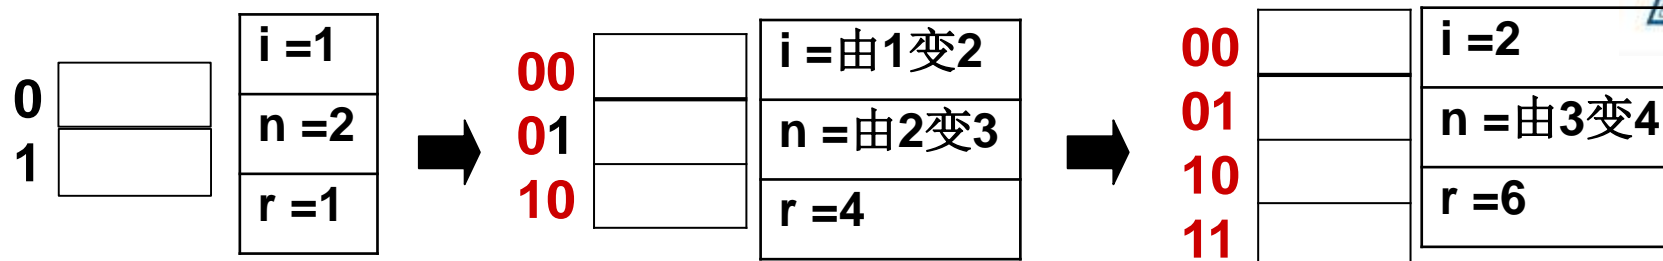 0
1
i =1
n =2
r =1
00
01
10
i =由1变2
n =由2变3
r =4
00
01
10
11
i =2
n =由3变4
r =6